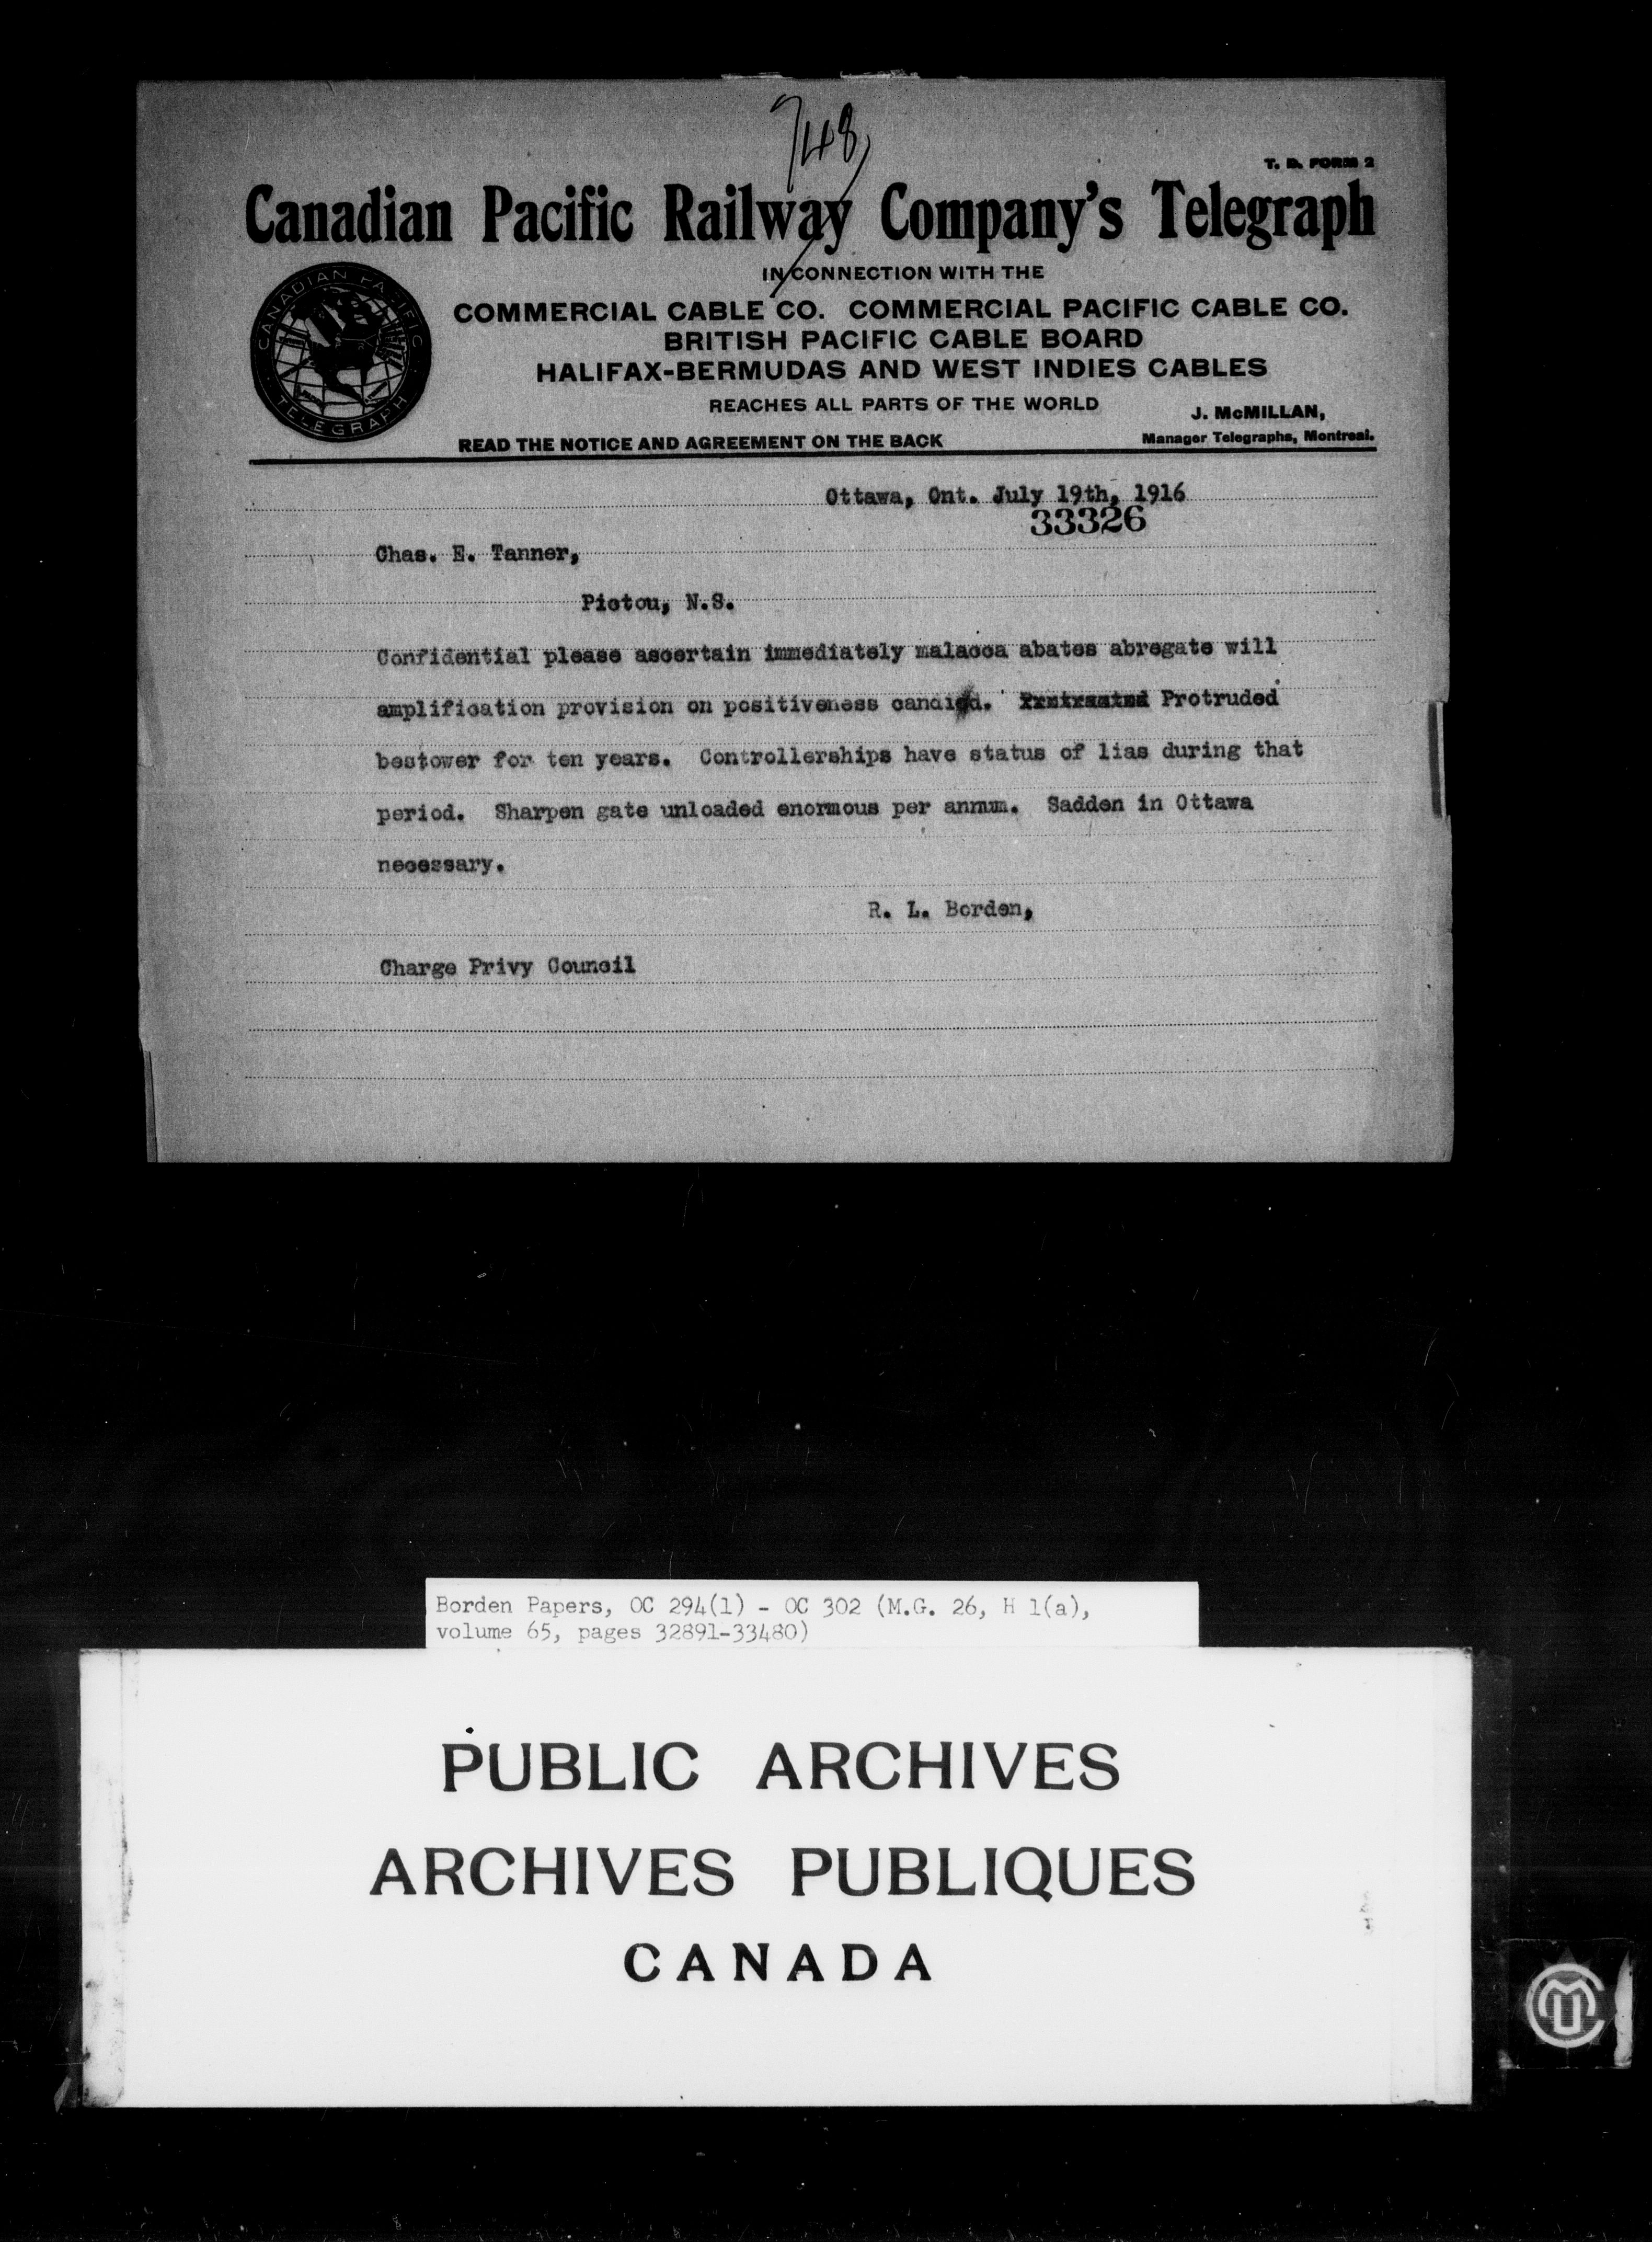 748
T. D. FORM 2
Canadian Pacific Railway Company's Telegraph
IN CONNECTION WITH THE
COMMERCIAL CABLE CO. COMMERCIAL PACIFIC CABLE CO.
BRITISH PACIFIC CABLE BOARD
HALIFAX-BERMUDAS AND WEST INDIES CABLES
REACHES ALL PARTS OF THE WORLD
J. McMILLAN,
READ THE NOTICE AND AGREEMENT ON THE BACK
Manager Telegraphs, Montreal.
CANADIAN PACIFIC
TELEGRAPH
Ottawa, Ont. July 19th, 1916
33326
Chas. E. Tanner,
Pictou, N.S.
Confidential please ascertain immediately malacca abates abregate will
amplification provision on positiveness candied. Protruded
bestower for ten years. Controllerships have status of lias during that
period. Sharpen gate unloaded enormous per annum. Sadden in Ottawa
necessary.
R. L. Borden,
Charge Privy Council
Borden Papers, OC 294(1) - OC 302 (M.G. 26, H 1(a),
volume 65, pages 32891-33480)
PUBLIC ARCHIVES
ARCHIVES PUBLIQUES
CANADA